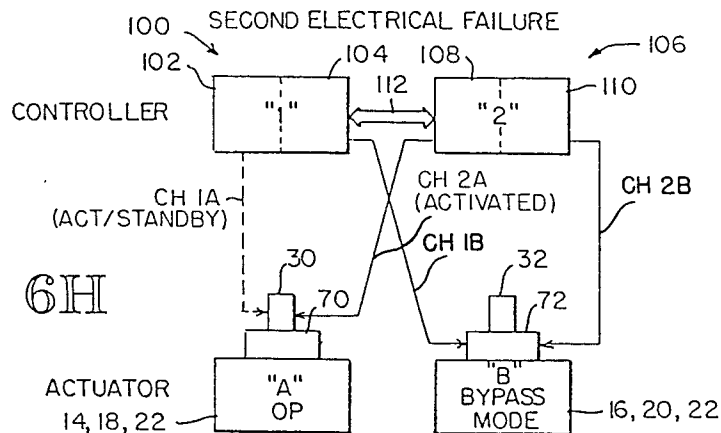 SECOND ELECTRICAL FAILURE
100
106
102
104
108
110
CONTROLLER
"1"
112
"2"
CH 1A
(ACT/STANDBY)
CH 2A
(ACTIVATED)
CH 1B
CH 2B
6H
30
70
32
72
ACTUATOR
14, 18, 22
"A"
OP
"B"
BYPASS
MODE
16, 20, 22